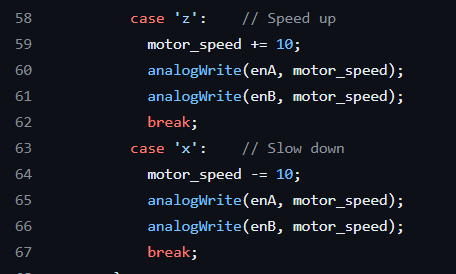 58 case 'z': // Speed up
59 motor_speed += 10;
60 analogWrite(enA, motor_speed);
61 analogWrite(enB, motor_speed);
62 break;
63 case 'x': // Slow down
64 motor_speed -= 10;
65 analogWrite(enA, motor_speed);
66 analogWrite(enB, motor_speed);
67 break;